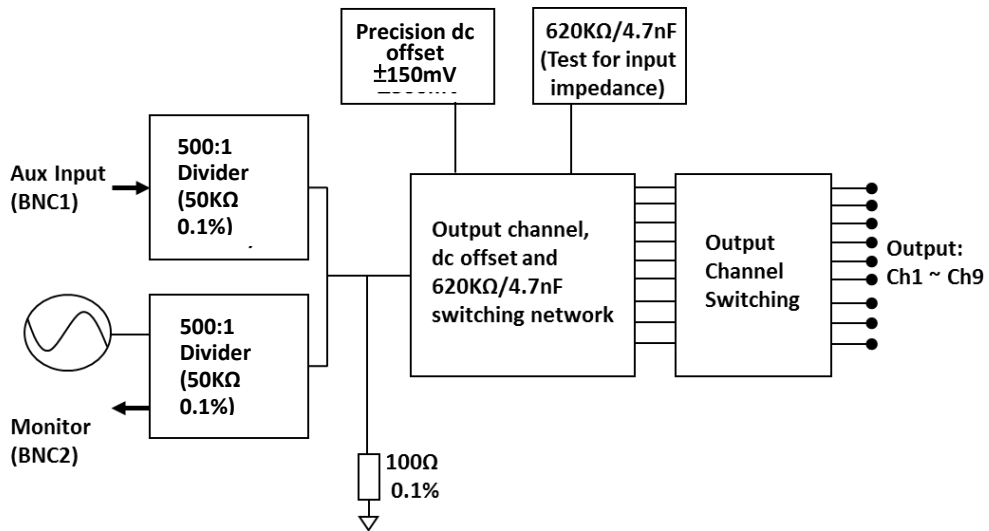 Precision dc
offset
±150mV
620KΩ/4.7nF
(Test for input
impedance)
500:1
Divider
(50KΩ
0.1%)
Aux Input
(BNC1)
Output channel,
dc offset and
620KΩ/4.7nF
switching network
Output
Channel
Switching
Output:
Ch1 ~ Ch9
500:1
Divider
(50KΩ
0.1%)
Monitor
(BNC2)
100Ω
0.1%